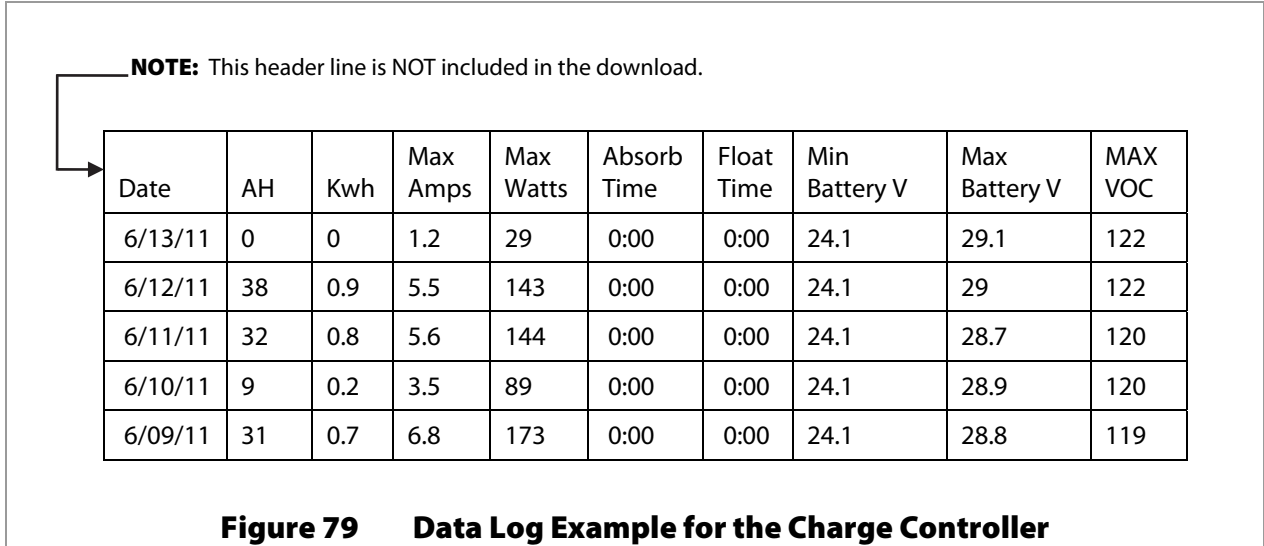 NOTE: This header line is NOT included in the download.
Date AH Kwh Max Amps Max Watts Absorb Time Float Time Min Battery V Max Battery V MAX VOC
6/13/11 0 0 1.2 29 0:00 0:00 24.1 29.1 122
6/12/11 38 0.9 5.5 143 0:00 0:00 24.1 29 122
6/11/11 32 0.8 5.6 144 0:00 0:00 24.1 28.7 120
6/10/11 9 0.2 3.5 89 0:00 0:00 24.1 28.9 120
6/09/11 31 0.7 6.8 173 0:00 0:00 24.1 28.8 119
Figure 79 Data Log Example for the Charge Controller